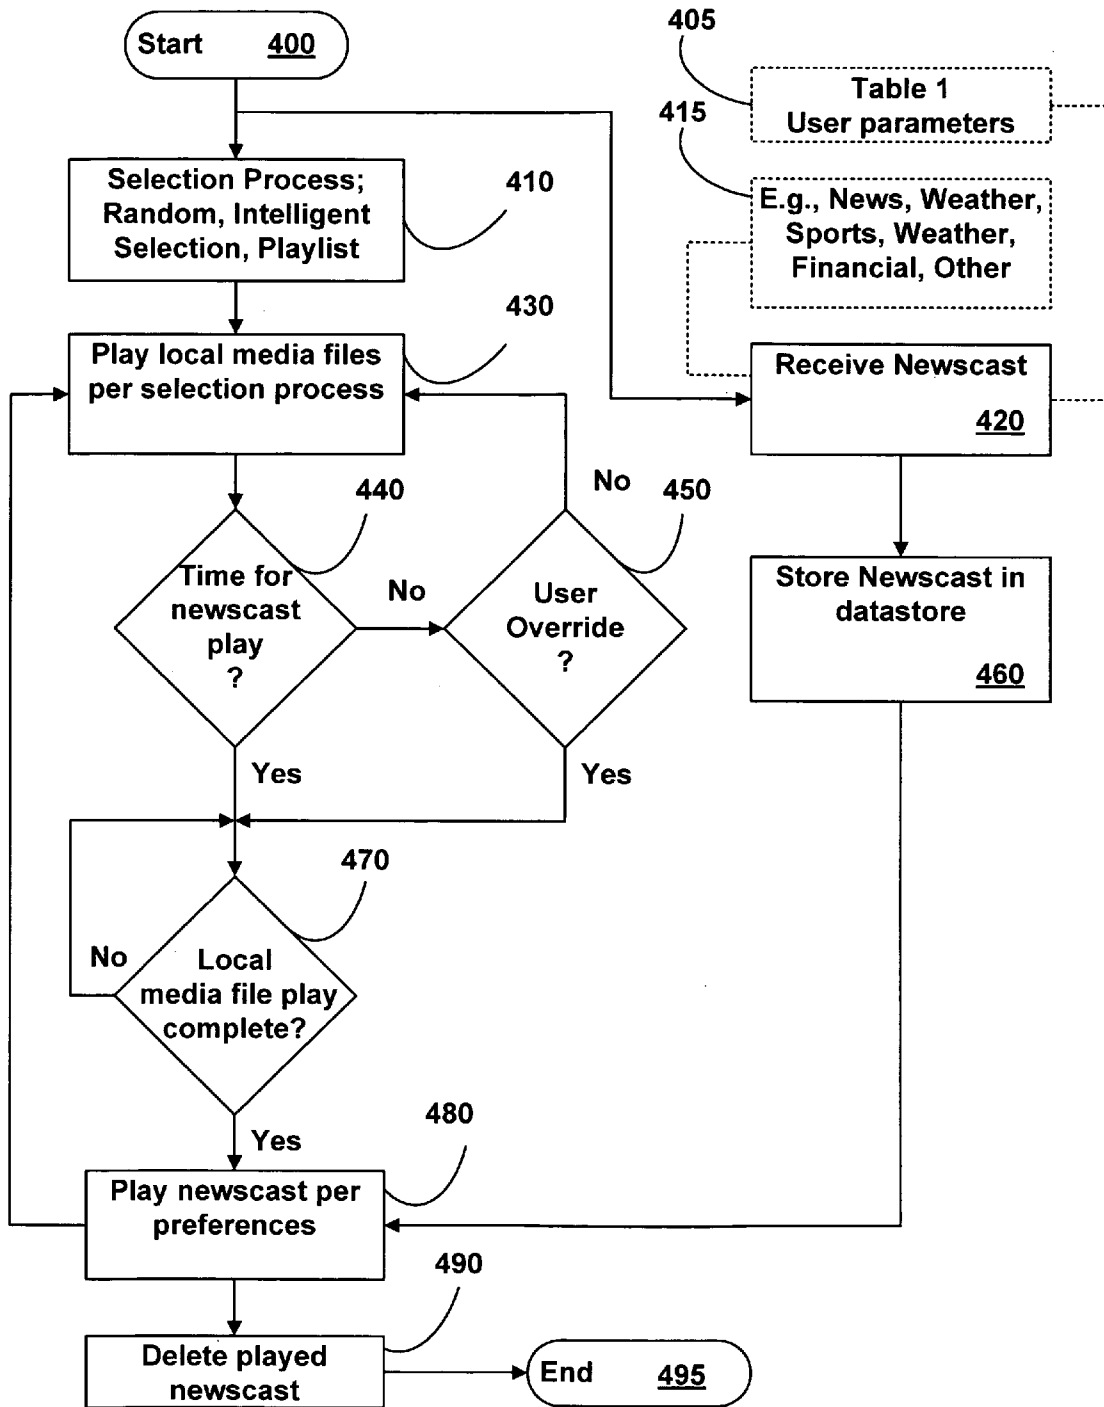 Start 400
405
Table 1
User parameters
415
E.g., News, Weather,
Sports, Weather,
Financial, Other
Selection Process;
Random, Intelligent
Selection, Playlist
410
430
Play local media files
per selection process
Receive Newscast
420
440
Time for
newscast
play
?
No
No
450
User
Override
?
Store Newscast in
datastore
460
Yes
Yes
470
No
Local
media file play
complete?
Yes
480
Play newscast per
preferences
490
Delete played
newscast
End 495